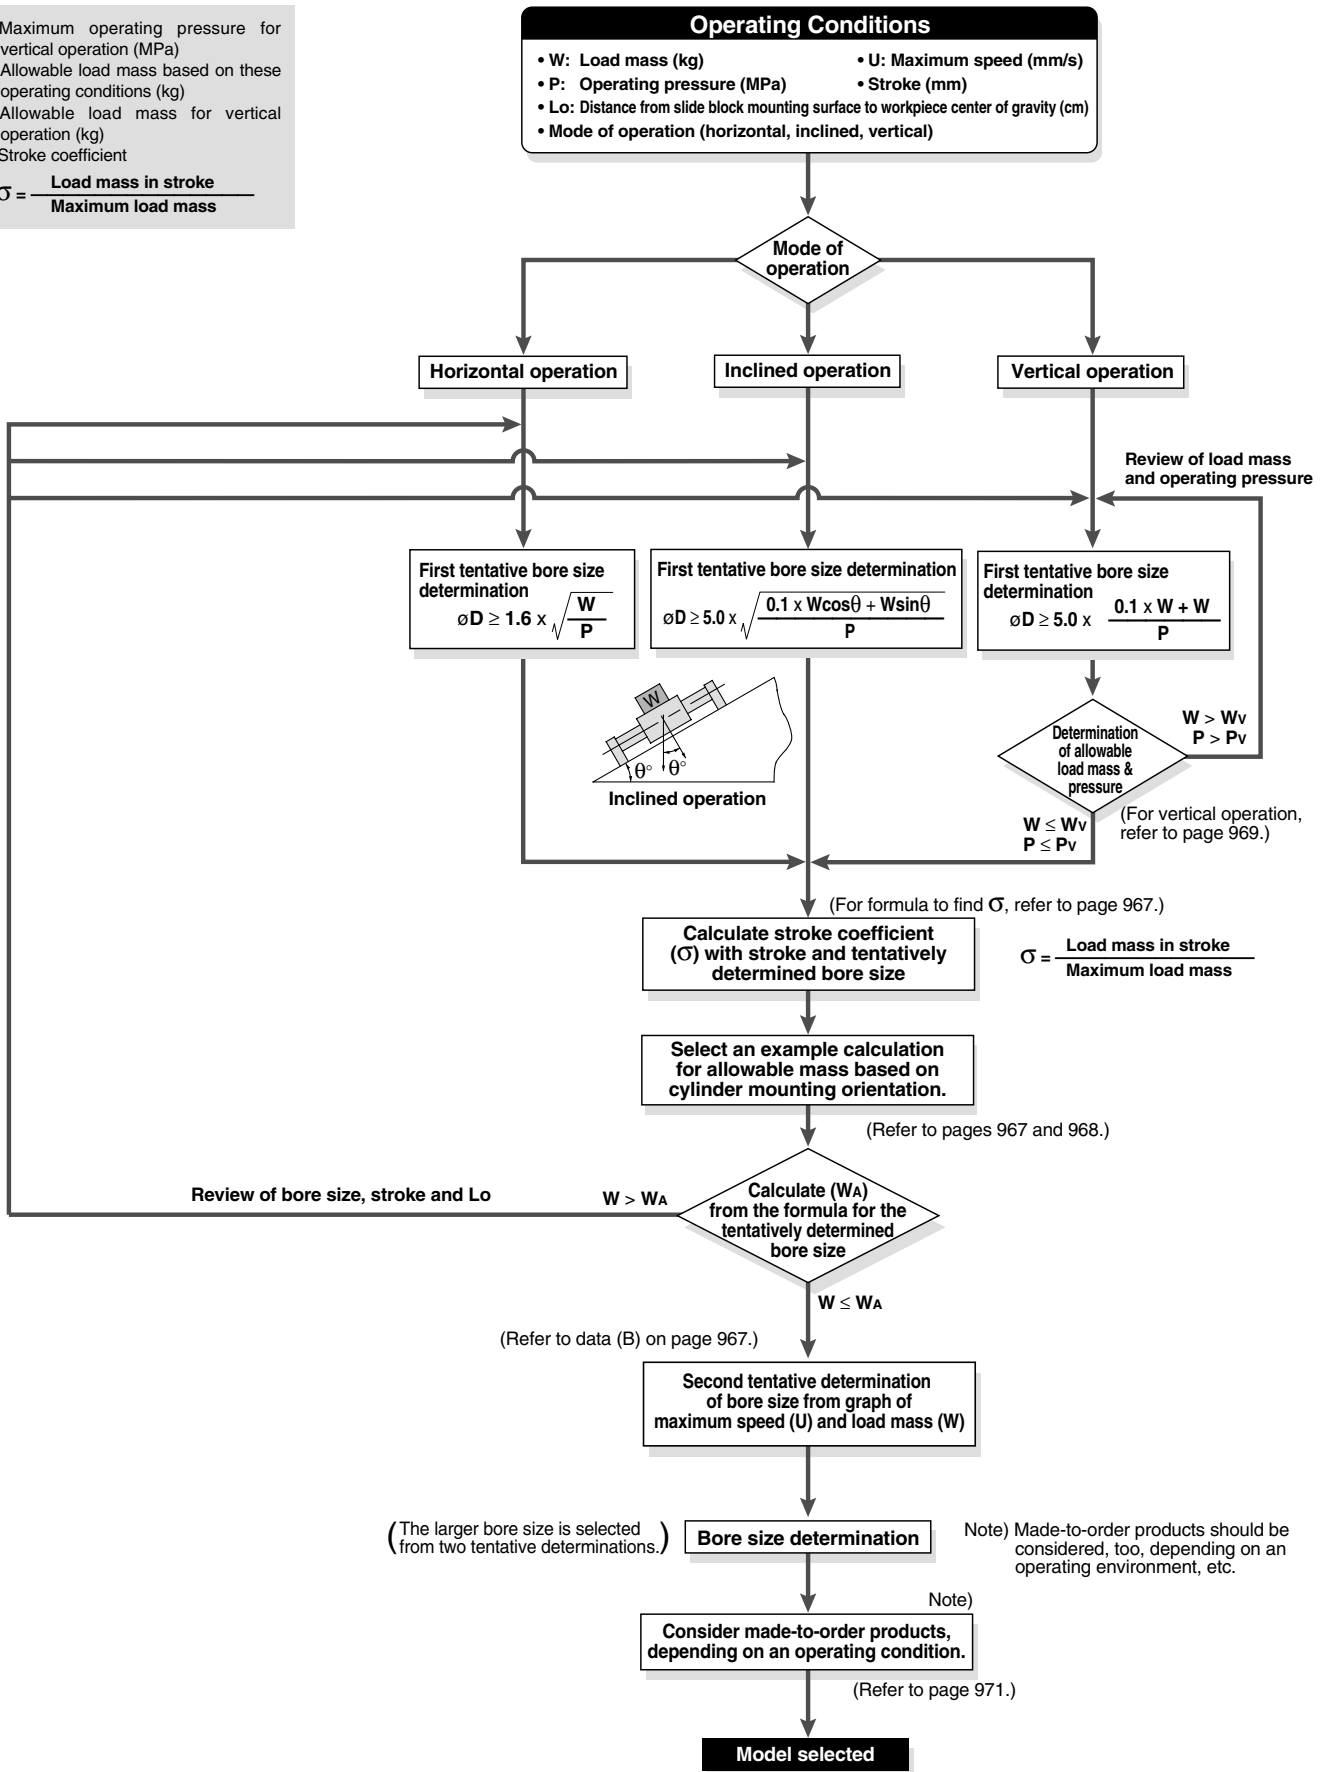 Maximum operating pressure for
vertical operation (MPa)
Allowable load mass based on these
operating conditions (kg)
Allowable load mass for vertical
operation (kg)
Stroke coefficient
σ = Load mass in stroke
Maximum load mass
Operating Conditions
• W: Load mass (kg)
• U: Maximum speed (mm/s)
• P: Operating pressure (MPa)
• Stroke (mm)
• Lo: Distance from slide block mounting surface to workpiece center of gravity (cm)
• Mode of operation (horizontal, inclined, vertical)
Mode of
operation
Horizontal operation
Inclined operation
Vertical operation
Review of load mass
and operating pressure
First tentative bore size
determination
øD ≥ 1.6 x √ W
P
First tentative bore size determination
øD ≥ 5.0 x √ 0.1 x Wcosθ + Wsinθ
P
First tentative bore size
determination
øD ≥ 5.0 x 0.1 x W + W
P
W
θ° θ°
Inclined operation
W > Wv
P > Pv
Determination
of allowable
load mass &
pressure
(For vertical operation,
refer to page 969.)
W ≤ Wv
P ≤ Pv
(For formula to find σ, refer to page 967.)
Calculate stroke coefficient
(σ) with stroke and tentatively
determined bore size
σ = Load mass in stroke
Maximum load mass
Select an example calculation
for allowable mass based on
cylinder mounting orientation.
(Refer to pages 967 and 968.)
Review of bore size, stroke and Lo
W > WA
Calculate (WA)
from the formula for the
tentatively determined
bore size
W ≤ WA
(Refer to data (B) on page 967.)
Second tentative determination
of bore size from graph of
maximum speed (U) and load mass (W)
(The larger bore size is selected
from two tentative determinations.)
Bore size determination
Note) Made-to-order products should be
considered, too, depending on an
operating environment, etc.
Note)
Consider made-to-order products,
depending on an operating condition.
(Refer to page 971.)
Model selected